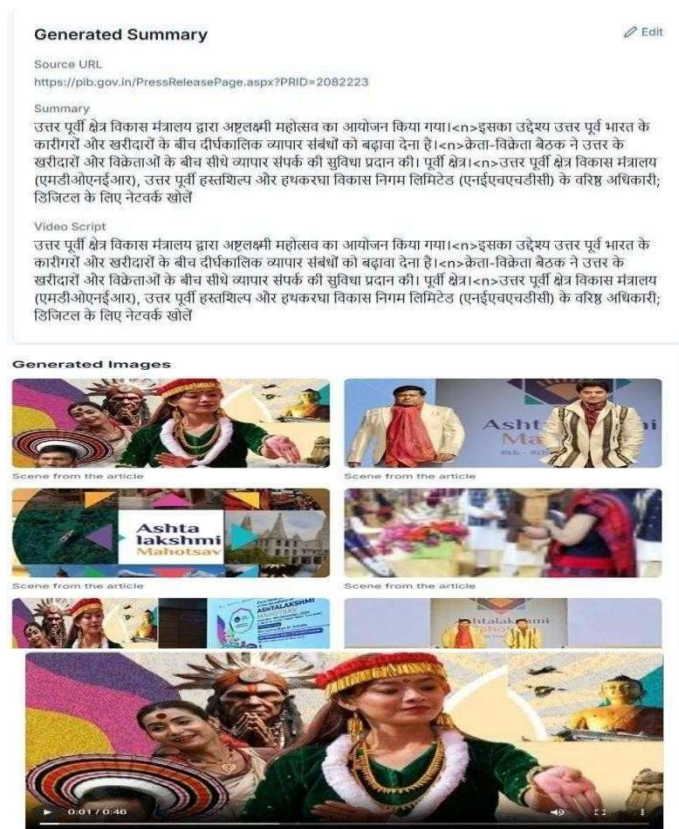 Generated Summary
Edit
Source URL
https://pib.gov.in/PressReleasePage.aspx?PRID=2082223
Summary
उत्तर पूर्वी क्षेत्र विकास मंत्रालय द्वारा अष्टलक्ष्मी महोत्सव का आयोजन किया गया।<n>इसका उद्देश्य उत्तर पूर्व भारत के
कारीगरों और खरीदारों के बीच दीर्घकालिक व्यापार संबंधों को बढ़ावा देना है।<n>क्रेता-विक्रेता बैठक ने उत्तर के
खरीदारों और विक्रेताओं के बीच सीधे व्यापार संपर्क की सुविधा प्रदान की। पूर्वी क्षेत्र।<n>उत्तर पूर्वी क्षेत्र विकास मंत्रालय
(एमडीओएनईआर), उत्तर पूर्वी हस्तशिल्प और हथकरघा विकास निगम लिमिटेड (एनईएचएचडीसी) के वरिष्ठ अधिकारी;
डिजिटल के लिए नेटवर्क खोलें
Video Script
उत्तर पूर्वी क्षेत्र विकास मंत्रालय द्वारा अष्टलक्ष्मी महोत्सव का आयोजन किया गया।<n>इसका उद्देश्य उत्तर पूर्व भारत के
कारीगरों और खरीदारों के बीच दीर्घकालिक व्यापार संबंधों को बढ़ावा देना है।<n>क्रेता-विक्रेता बैठक ने उत्तर के
खरीदारों और विक्रेताओं के बीच सीधे व्यापार संपर्क की सुविधा प्रदान की। पूर्वी क्षेत्र।<n>उत्तर पूर्वी क्षेत्र विकास मंत्रालय
(एमडीओएनईआर), उत्तर पूर्वी हस्तशिल्प और हथकरघा विकास निगम लिमिटेड (एनईएचएचडीसी) के वरिष्ठ अधिकारी;
डिजिटल के लिए नेटवर्क खोलें
Generated Images
Scene from the article
Scene from the article
Ashta
lakshmi
Mahotsav
Scene from the article
Scene from the article
ASHTALAKSHMI
MAHOTSAV
0:01 / 0:46